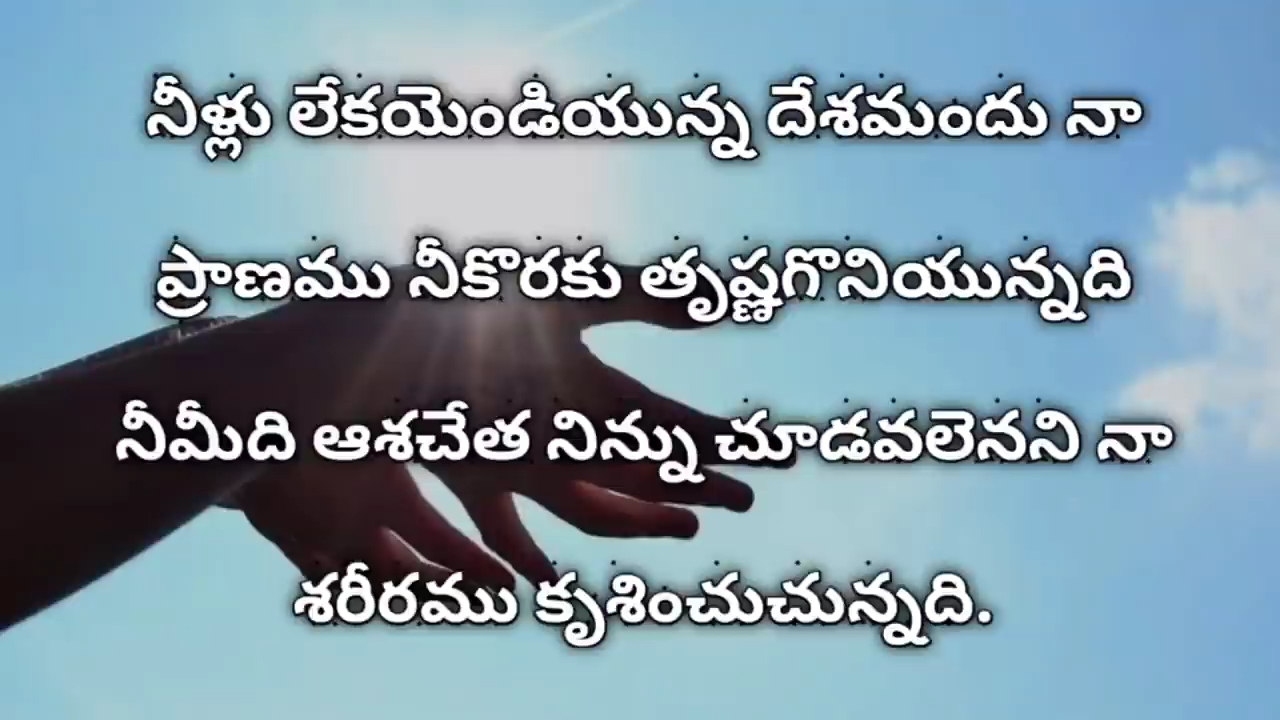 నీళ్లు లేకయెండియున్న దేశమందు నా
ప్రాణము నీకొరకు తృష్ణగొనియున్నది
నీమీది ఆశచేత నిన్ను చూడవలెనని నా
శరీరము కృశించుచున్నది.